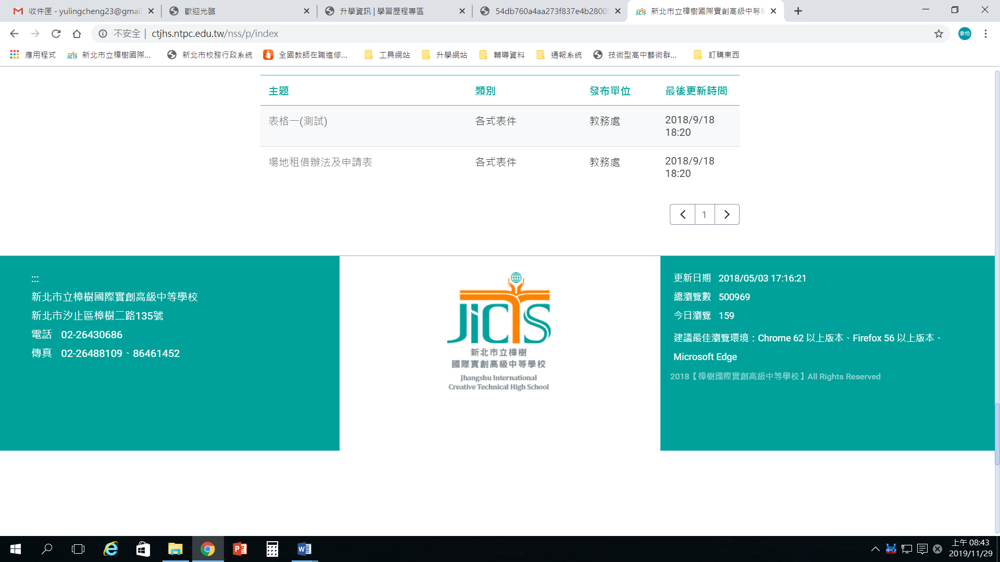 收件匣 - yulingcheng23@gmail
歡迎光臨
升學資訊 | 學習歷程專區
54db760a4aa273f837e4b28005
新北市立樟樹國際實創高級中等學
不安全 | ctjhs.ntpc.edu.tw/nss/p/index
聿伶
應用程式
新北市立樟樹國際...
新北市校務行政系統
全國教師在職進修...
工具網站
升學網站
輔導資料
通報系統
技術型高中藝術群...
訂購東西
主題 類別 發布單位 最後更新時間
表格一(測試) 各式表件 教務處 2018/9/18
18:20
場地租借辦法及申請表 各式表件 教務處 2018/9/18
18:20
1
:::
新北市立樟樹國際實創高級中等學校
新北市汐止區樟樹二路135號
電話 02-26430686
傳真 02-26488109、86461452
JiCTS
新北市立樟樹
國際實創高級中等學校
Jhangshu International
Creative Technical High School
更新日期 2018/05/03 17:16:21
總瀏覽數 500969
今日瀏覽 159
建議最佳瀏覽環境：Chrome 62 以上版本、Firefox 56 以上版本、
Microsoft Edge
2018【樟樹國際實創高級中等學校】All Rights Reserved
上午 08:43
2019/11/29